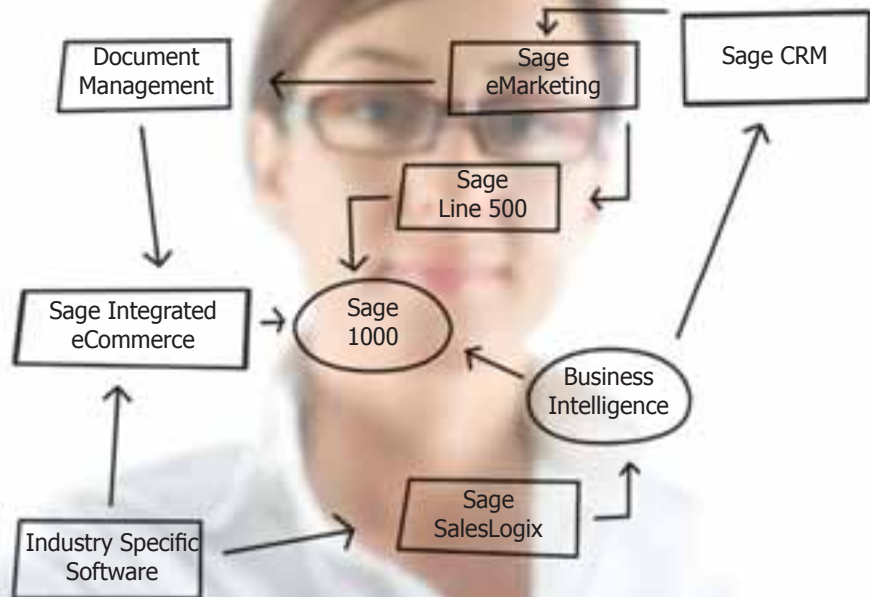 Document
Management
Sage
eMarketing
Sage CRM
Sage
Line 500
Sage Integrated
eCommerce
Sage
1000
Business
Intelligence
Sage
SalesLogix
Industry Specific
Software